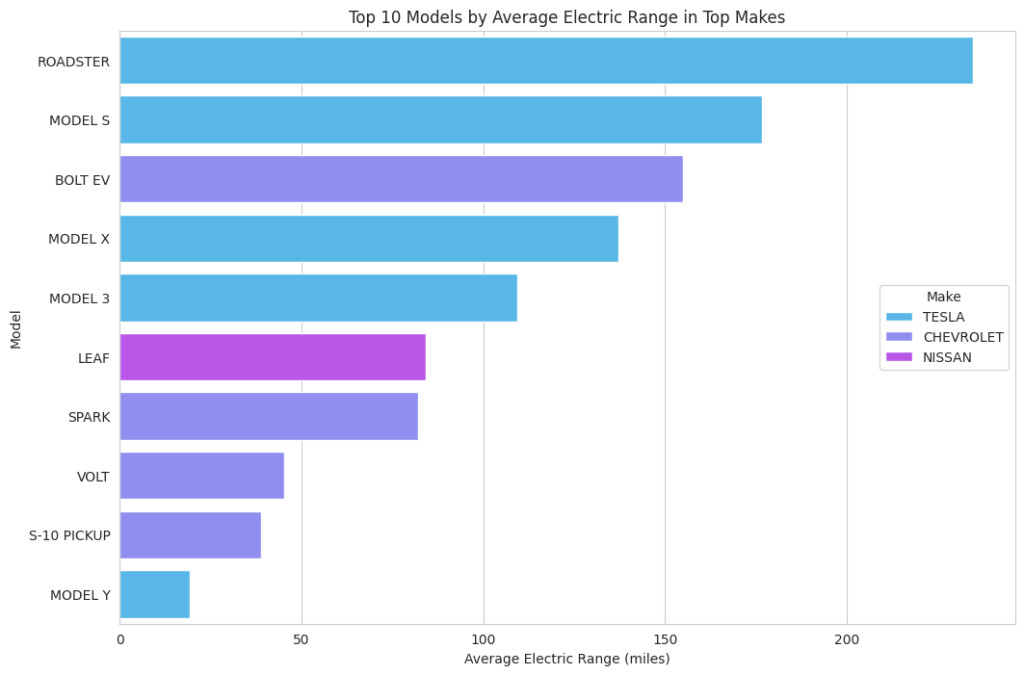 Top 10 Models by Average Electric Range in Top Makes
ROADSTER
MODEL S
BOLT EV
MODEL X
MODEL 3
LEAF
SPARK
VOLT
S-10 PICKUP
MODEL Y
Model
Make
TESLA
CHEVROLET
NISSAN
0 50 100 150 200
Average Electric Range (miles)